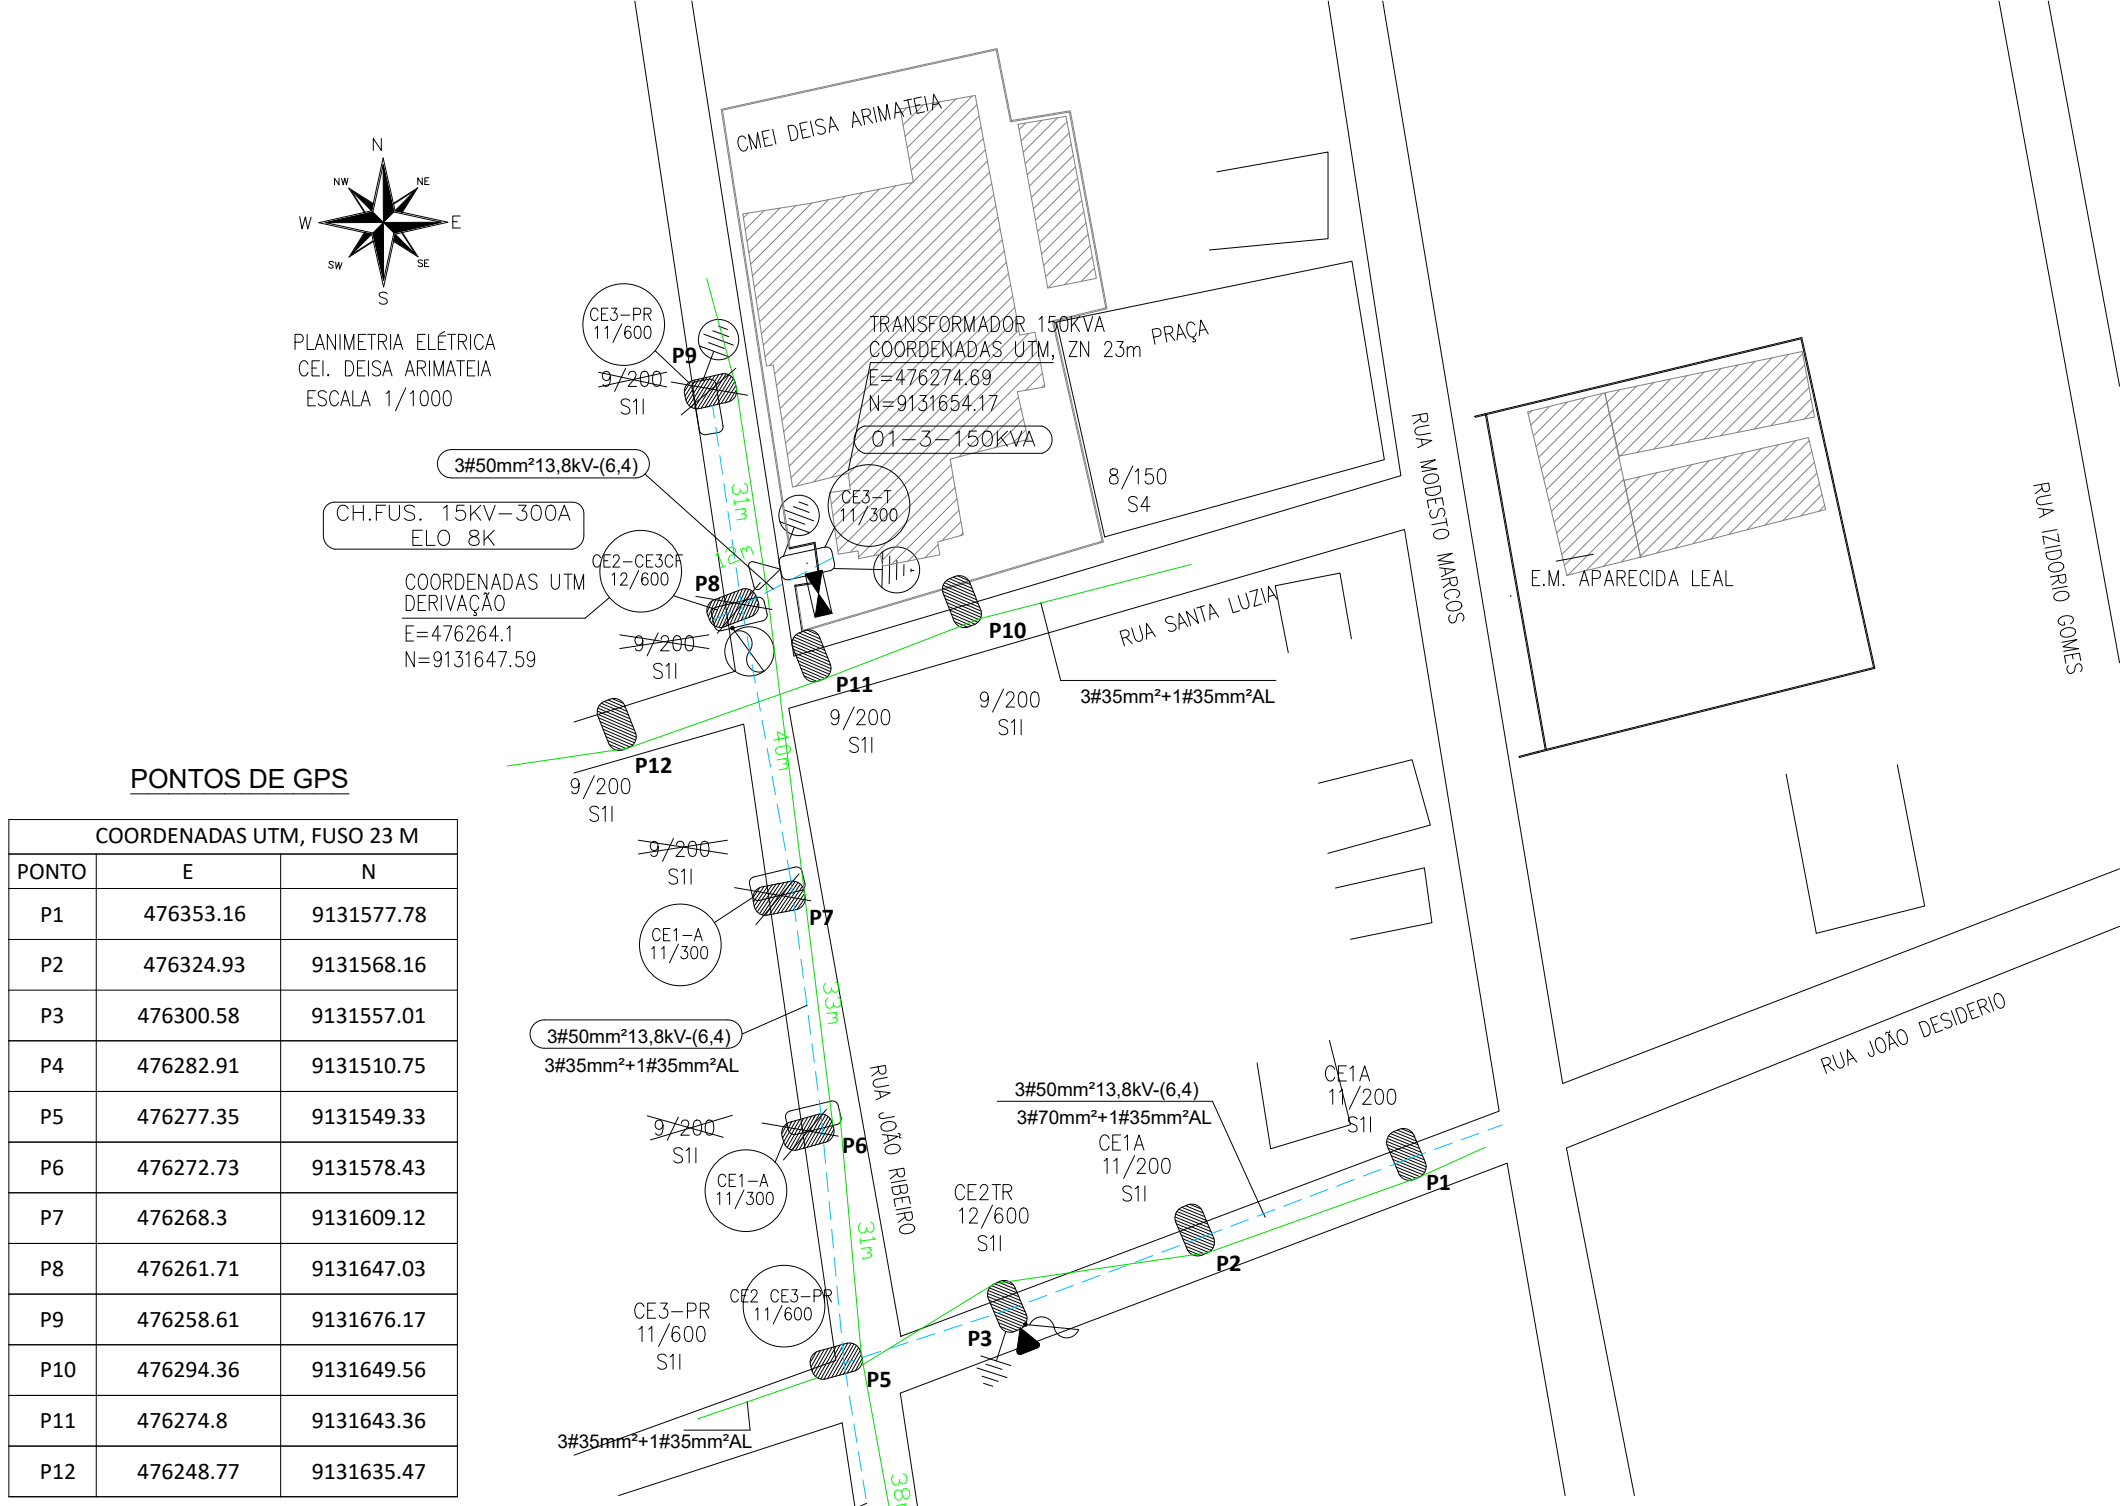 N
NW
NE
W
E
SW
SE
S
PLANIMETRIA ELÉTRICA
CEI. DEISA ARIMATEIA
ESCALA 1/1000
CMEI DEISA ARIMATEIA
CE3-PR
11/600
P9
9/200
S1I
TRANSFORMADOR 150KVA
COORDENADAS UTM, ZN 23m
E=476274.69
N=9131654.17
01-3-150KVA
PRAÇA
3#50mm²13,8kV-(6,4)
31m
CH.FUS. 15KV-300A
ELO 8K
CE3-T
11/300
8/150
S4
12m
CE2-CE3CF
12/600
P8
COORDENADAS UTM
DERIVAÇÃO
E=476264.1
N=9131647.59
9/200
S1I
P10
P11
9/200
S1I
9/200
S1I
RUA SANTA LUZIA
3#35mm²+1#35mm²AL
RUA MODESTO MARCOS
E.M. APARECIDA LEAL
RUA IZIDORIO GOMES
P12
9/200
S1I
40m
9/200
S1I
P7
CE1-A
11/300
33m
3#50mm²13,8kV-(6,4)
3#35mm²+1#35mm²AL
RUA JOÃO RIBEIRO
9/200
S1I
P6
CE1-A
11/300
31m
3#50mm²13,8kV-(6,4)
3#70mm²+1#35mm²AL
CE1A
11/200
S1I
CE1A
11/200
S1I
P1
RUA JOÃO DESIDERIO
CE2TR
12/600
S1I
P2
P3
CE2 CE3-PR
11/600
CE3-PR
11/600
S1I
P5
3#35mm²+1#35mm²AL
38m
PONTOS DE GPS
COORDENADAS UTM, FUSO 23 M
PONTO E N
P1 476353.16 9131577.78
P2 476324.93 9131568.16
P3 476300.58 9131557.01
P4 476282.91 9131510.75
P5 476277.35 9131549.33
P6 476272.73 9131578.43
P7 476268.3 9131609.12
P8 476261.71 9131647.03
P9 476258.61 9131676.17
P10 476294.36 9131649.56
P11 476274.8 9131643.36
P12 476248.77 9131635.47